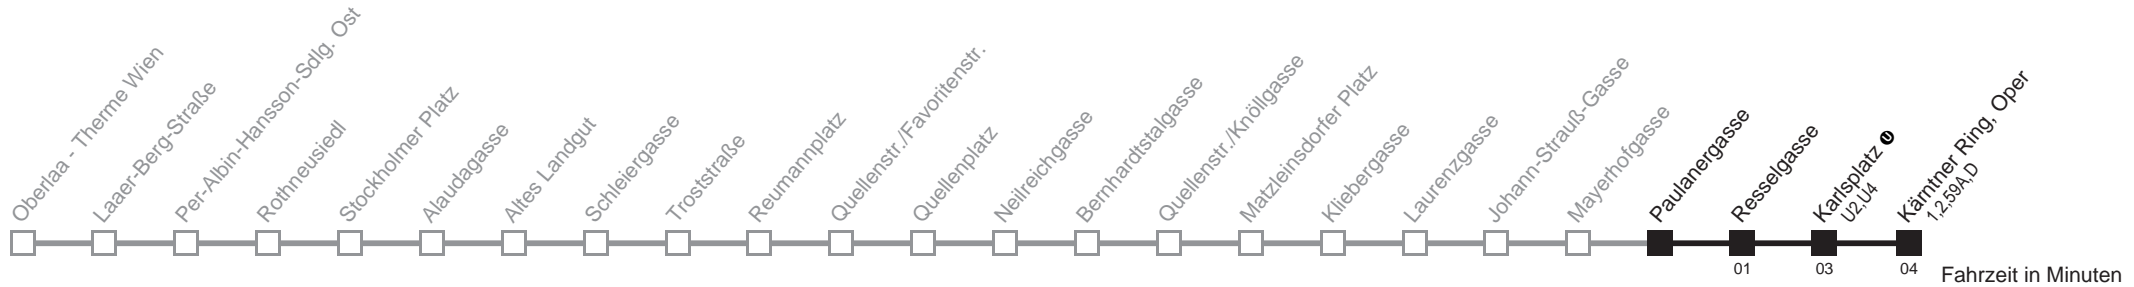 Oberlaa - Therme Wien
Laaer-Berg-Straße
Per-Albin-Hansson-Sdlg. Ost
Rothneusiedl
Stockholmer Platz
Alaudagasse
Altes Landgut
Schleiergasse
Troststraße
Reumannplatz
Quellenstr./Favoritenstr.
Quellenplatz
Neilreichgasse
Bernhardtstalgasse
Quellenstr./Knöllgasse
Matzleinsdorfer Platz
Kliebergasse
Laurenzgasse
Johann-Strauß-Gasse
Mayerhofgasse
Paulanergasse
Resselgasse
Karlsplatz U
U2,U4
Kärntner Ring, Oper
1,2,59A,D
01 03 04 Fahrzeit in Minuten